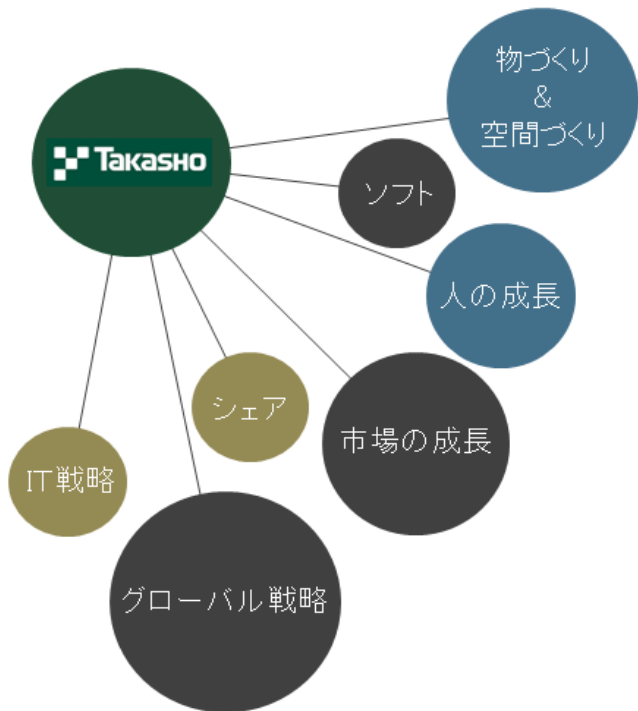 TAKASHO
物づくり
&
空間づくり
ソフト
人の成長
シェア
市場の成長
IT戦略
グローバル戦略